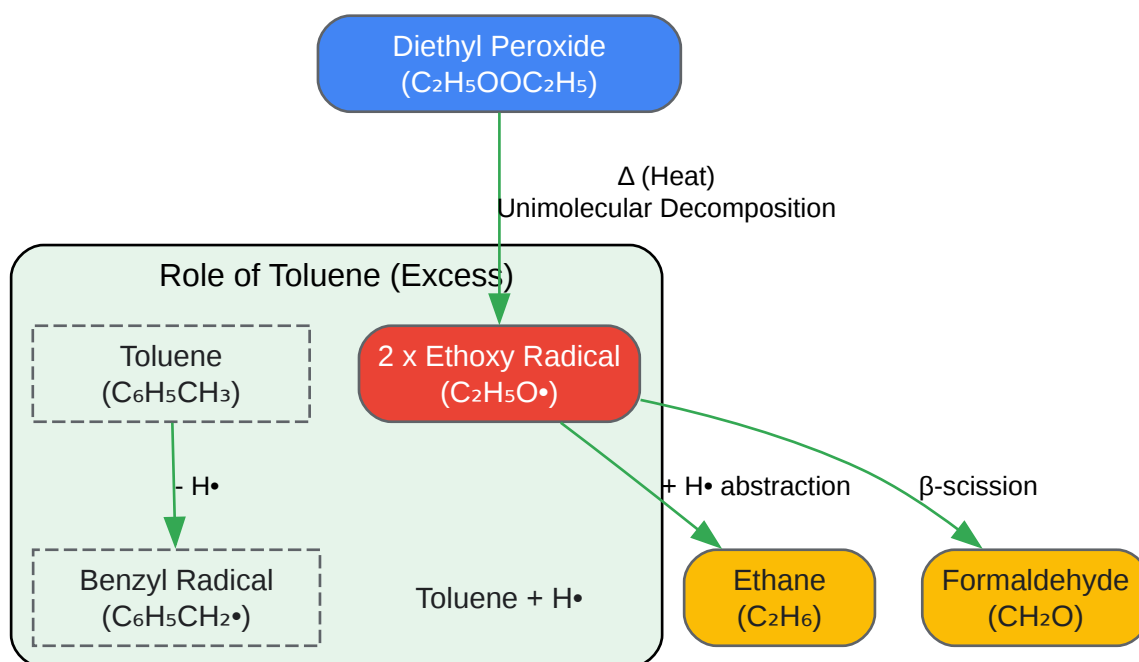 Diethyl Peroxide
(C₂H₅OOC₂H₅)
Δ (Heat)
Unimolecular Decomposition
Role of Toluene (Excess)
Toluene
(C₆H₅CH₃)
2 x Ethoxy Radical
(C₂H₅O•)
- H•
+ H• abstraction
β-scission
Benzyl Radical
(C₆H₅CH₂•)
Toluene + H•
Ethane
(C₂H₆)
Formaldehyde
(CH₂O)